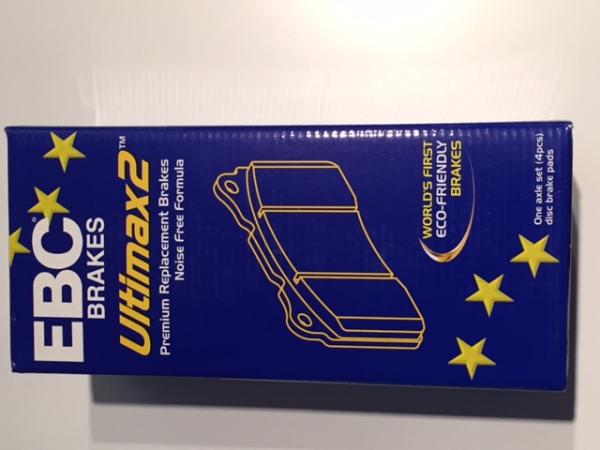 EBC
BRAKES
Ultimax2™
Premium Replacement Brakes
Noise Free Formula
WORLD'S FIRST
ECO-FRIENDLY
BRAKES
One axle set (4pcs)
disc brake pads